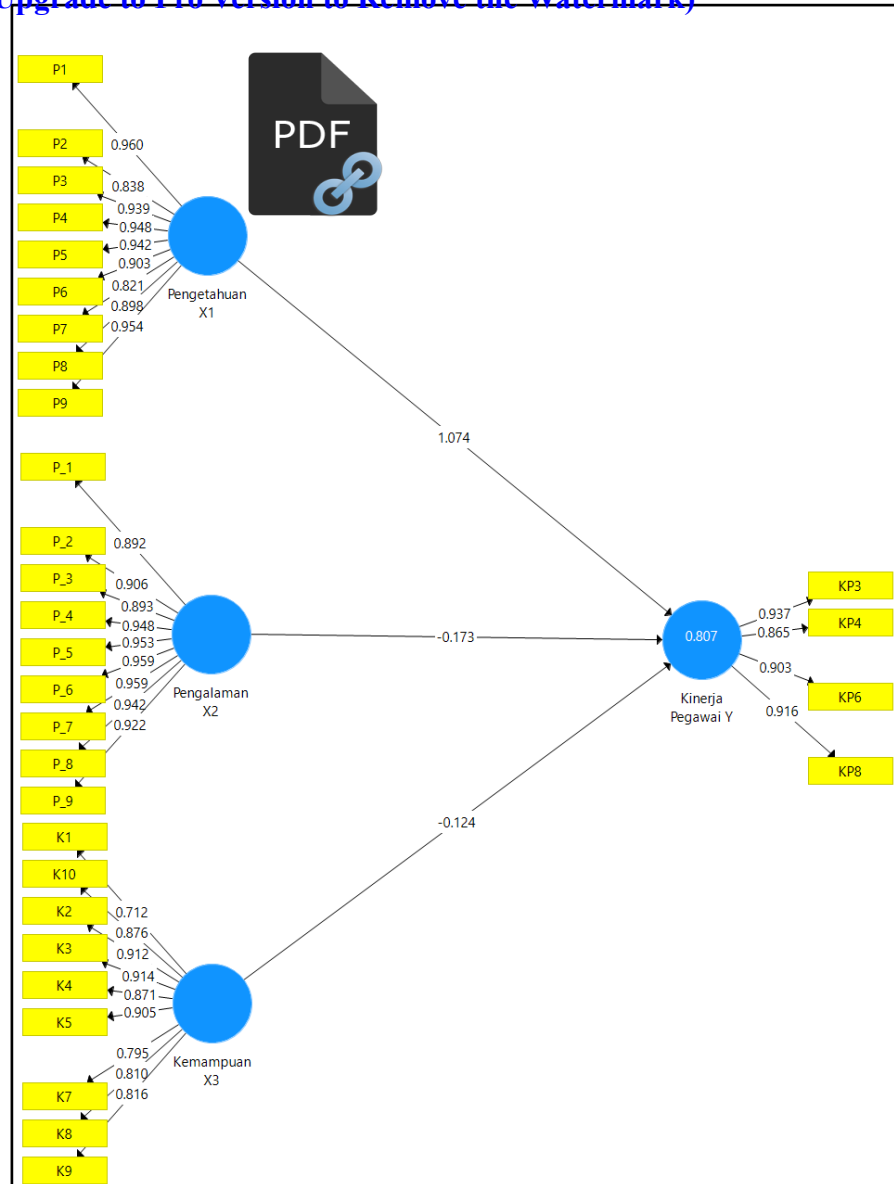 Upgrade to Pro version to Remove the Watermark)
PDF
P1
P2
P3
P4
P5
P6
P7
P8
P9
0.960
0.838
0.939
0.948
0.942
0.903
0.821
0.898
0.954
Pengetahuan
X1
1.074
P_1
P_2
P_3
P_4
P_5
P_6
P_7
P_8
P_9
0.892
0.906
0.893
0.948
0.953
0.959
0.959
0.942
0.922
Pengalaman
X2
-0.173
K1
K10
K2
K3
K4
K5
K7
K8
K9
0.712
0.876
0.912
0.914
0.871
0.905
0.795
0.810
0.816
Kemampuan
X3
-0.124
0.807
Kinerja
Pegawai Y
0.937
0.865
0.903
0.916
KP3
KP4
KP6
KP8